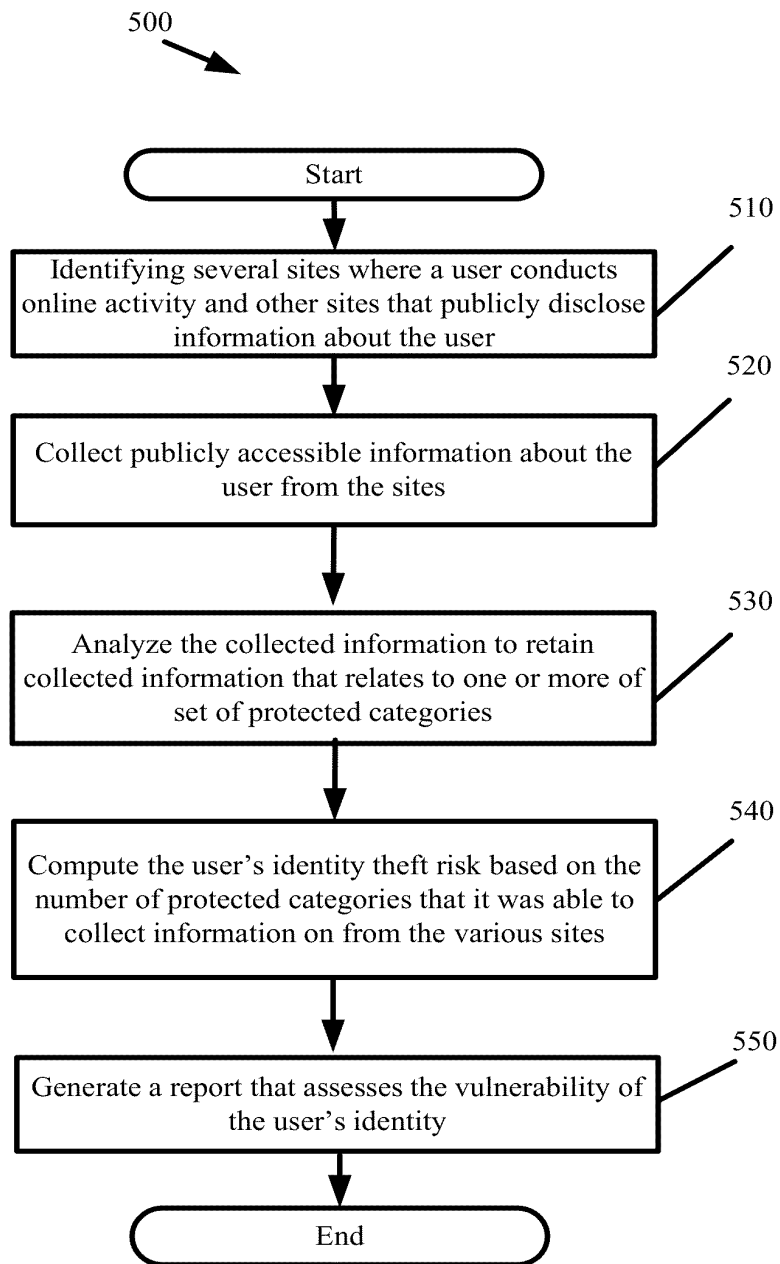 500
Start
510
Identifying several sites where a user conducts
online activity and other sites that publicly disclose
information about the user
520
Collect publicly accessible information about the
user from the sites
530
Analyze the collected information to retain
collected information that relates to one or more of
set of protected categories
540
Compute the user's identity theft risk based on the
number of protected categories that it was able to
collect information on from the various sites
550
Generate a report that assesses the vulnerability of
the user's identity
End